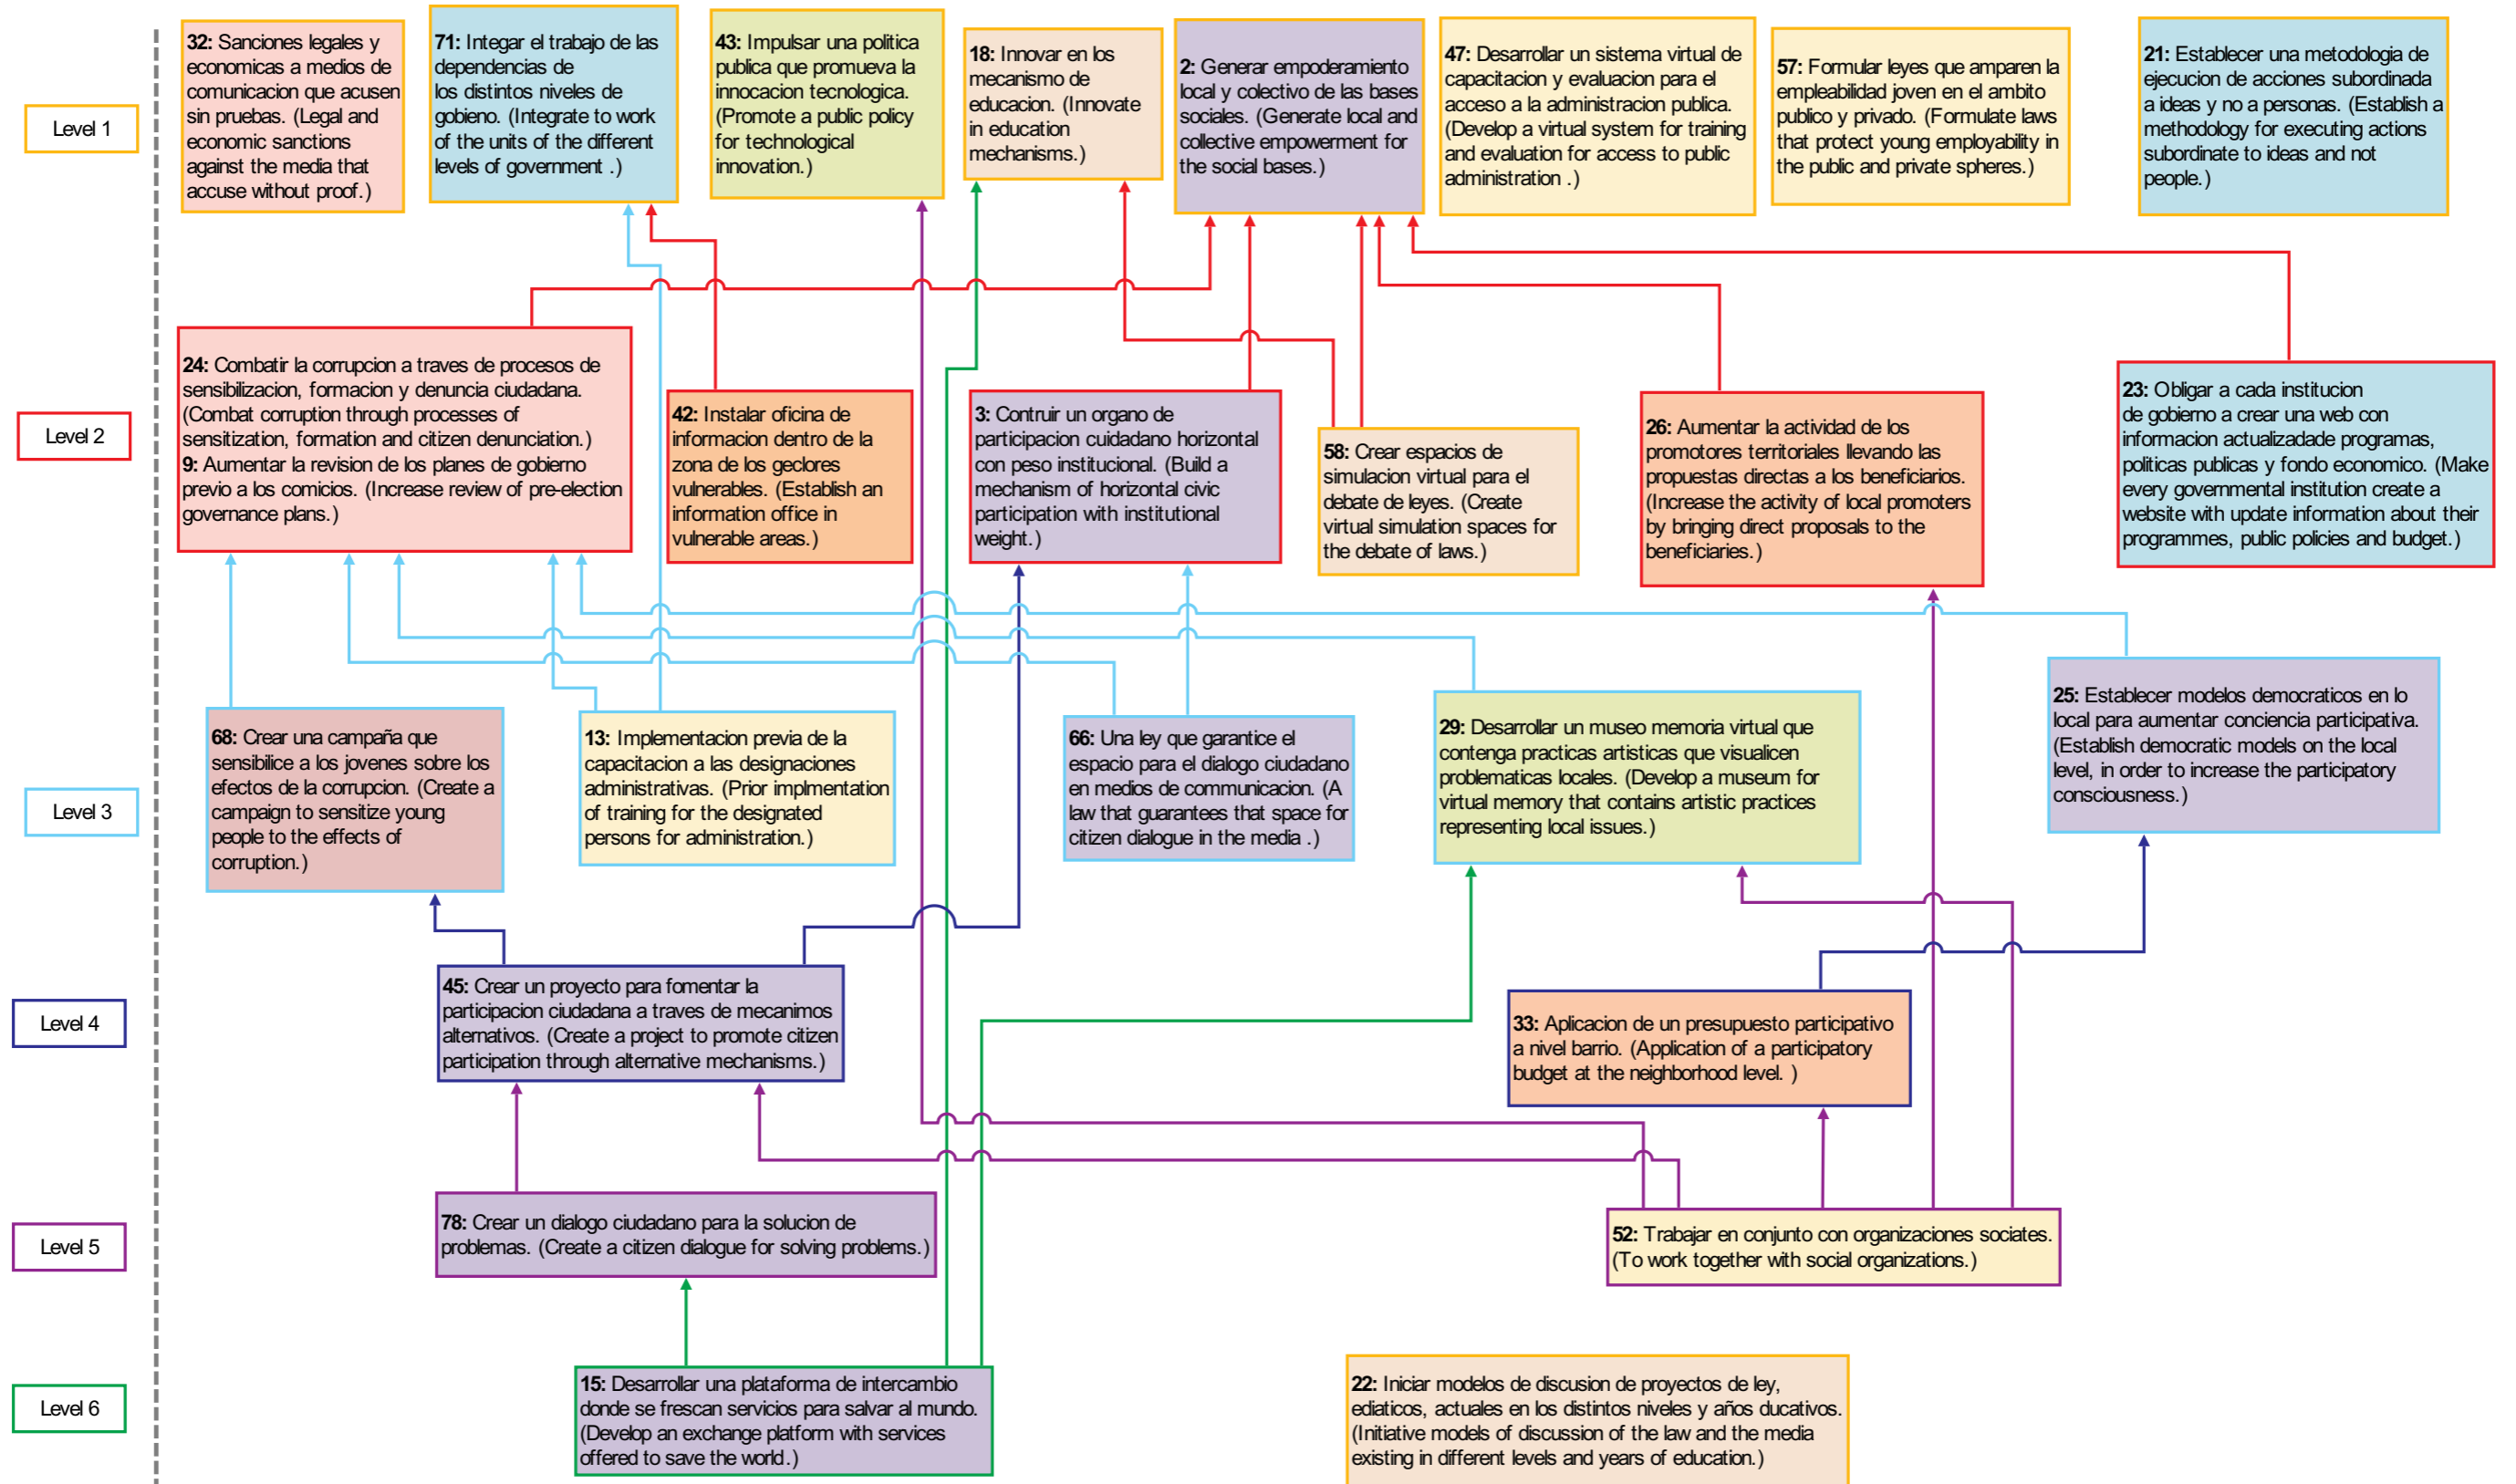 Level 1
32: Sanciones legales y
economicas a medios de
comunicacion que acusen
sin pruebas. (Legal and
economic sanctions
against the media that
accuse without proof.)
71: Integar el trabajo de las
dependencias de
los distintos niveles de
gobieno. (Integrate to work
of the units of the different
levels of government .)
43: Impulsar una politica
publica que promueva la
innocacion tecnologica.
(Promote a public policy
for technological
innovation.)
18: Innovar en los
mecanismo de
educacion. (Innovate
in education
mechanisms.)
2: Generar empoderamiento
local y colectivo de las bases
sociales. (Generate local and
collective empowerment for
the social bases.)
47: Desarrollar un sistema virtual de
capacitacion y evaluacion para el
acceso a la administracion publica.
(Develop a virtual system for training
and evaluation for access to public
administration .)
57: Formular leyes que amparen la
empleabilidad joven en el ambito
publico y privado. (Formulate laws
that protect young employability in
the public and private spheres.)
21: Establecer una metodologia de
ejecucion de acciones subordinada
a ideas y no a personas. (Establish a
methodology for executing actions
subordinate to ideas and not
people.)
Level 2
24: Combatir la corrupcion a traves de procesos de
sensibilizacion, formacion y denuncia ciudadana.
(Combat corruption through processes of
sensitization, formation and citizen denunciation.)
9: Aumentar la revision de los planes de gobierno
previo a los comicios. (Increase review of pre-election
governance plans.)
42: Instalar oficina de
informacion dentro de la
zona de los geclores
vulnerables. (Establish an
information office in
vulnerable areas.)
3: Contruir un organo de
participacion cuidadano horizontal
con peso institucional. (Build a
mechanism of horizontal civic
participation with institutional
weight.)
58: Crear espacios de
simulacion virtual para el
debate de leyes. (Create
virtual simulation spaces for
the debate of laws.)
26: Aumentar la actividad de los
promotores territoriales llevando las
propuestas directas a los beneficiarios.
(Increase the activity of local promoters
by bringing direct proposals to the
beneficiaries.)
23: Obligar a cada institucion
de gobierno a crear una web con
informacion actualizadade programas,
politicas publicas y fondo economico. (Make
every governmental institution create a
website with update information about their
programmes, public policies and budget.)
Level 3
68: Crear una campaña que
sensibilice a los jovenes sobre los
efectos de la corrupcion. (Create a
campaign to sensitize young
people to the effects of
corruption.)
13: Implementacion previa de la
capacitacion a las designaciones
administrativas. (Prior implmentation
of training for the designated
persons for administration.)
66: Una ley que garantice el
espacio para el dialogo ciudadano
en medios de communicacion. (A
law that guarantees that space for
citizen dialogue in the media .)
29: Desarrollar un museo memoria virtual que
contenga practicas artisticas que visualicen
problematicas locales. (Develop a museum for
virtual memory that contains artistic practices
representing local issues.)
25: Establecer modelos democraticos en lo
local para aumentar conciencia participativa.
(Establish democratic models on the local
level, in order to increase the participatory
consciousness.)
Level 4
45: Crear un proyecto para fomentar la
participacion ciudadana a traves de mecanimos
alternativos. (Create a project to promote citizen
participation through alternative mechanisms.)
33: Aplicacion de un presupuesto participativo
a nivel barrio. (Application of a participatory
budget at the neighborhood level. )
Level 5
78: Crear un dialogo ciudadano para la solucion de
problemas. (Create a citizen dialogue for solving problems.)
52: Trabajar en conjunto con organizaciones sociates.
(To work together with social organizations.)
Level 6
15: Desarrollar una plataforma de intercambio
donde se frescan servicios para salvar al mundo.
(Develop an exchange platform with services
offered to save the world.)
22: Iniciar modelos de discusion de proyectos de ley,
ediaticos, actuales en los distintos niveles y años ducativos.
(Initiative models of discussion of the law and the media
existing in different levels and years of education.)